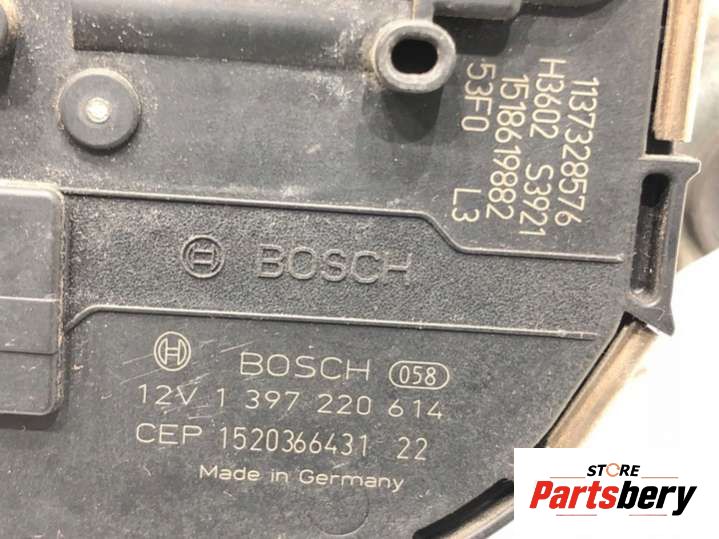 1137328576
H3602 S3921
1518619882
53F0 L3
BOSCH
BOSCH 058
12V 1 397 220 614
CEP 1520366431 22
Made in Germany
STORE
Partsbery